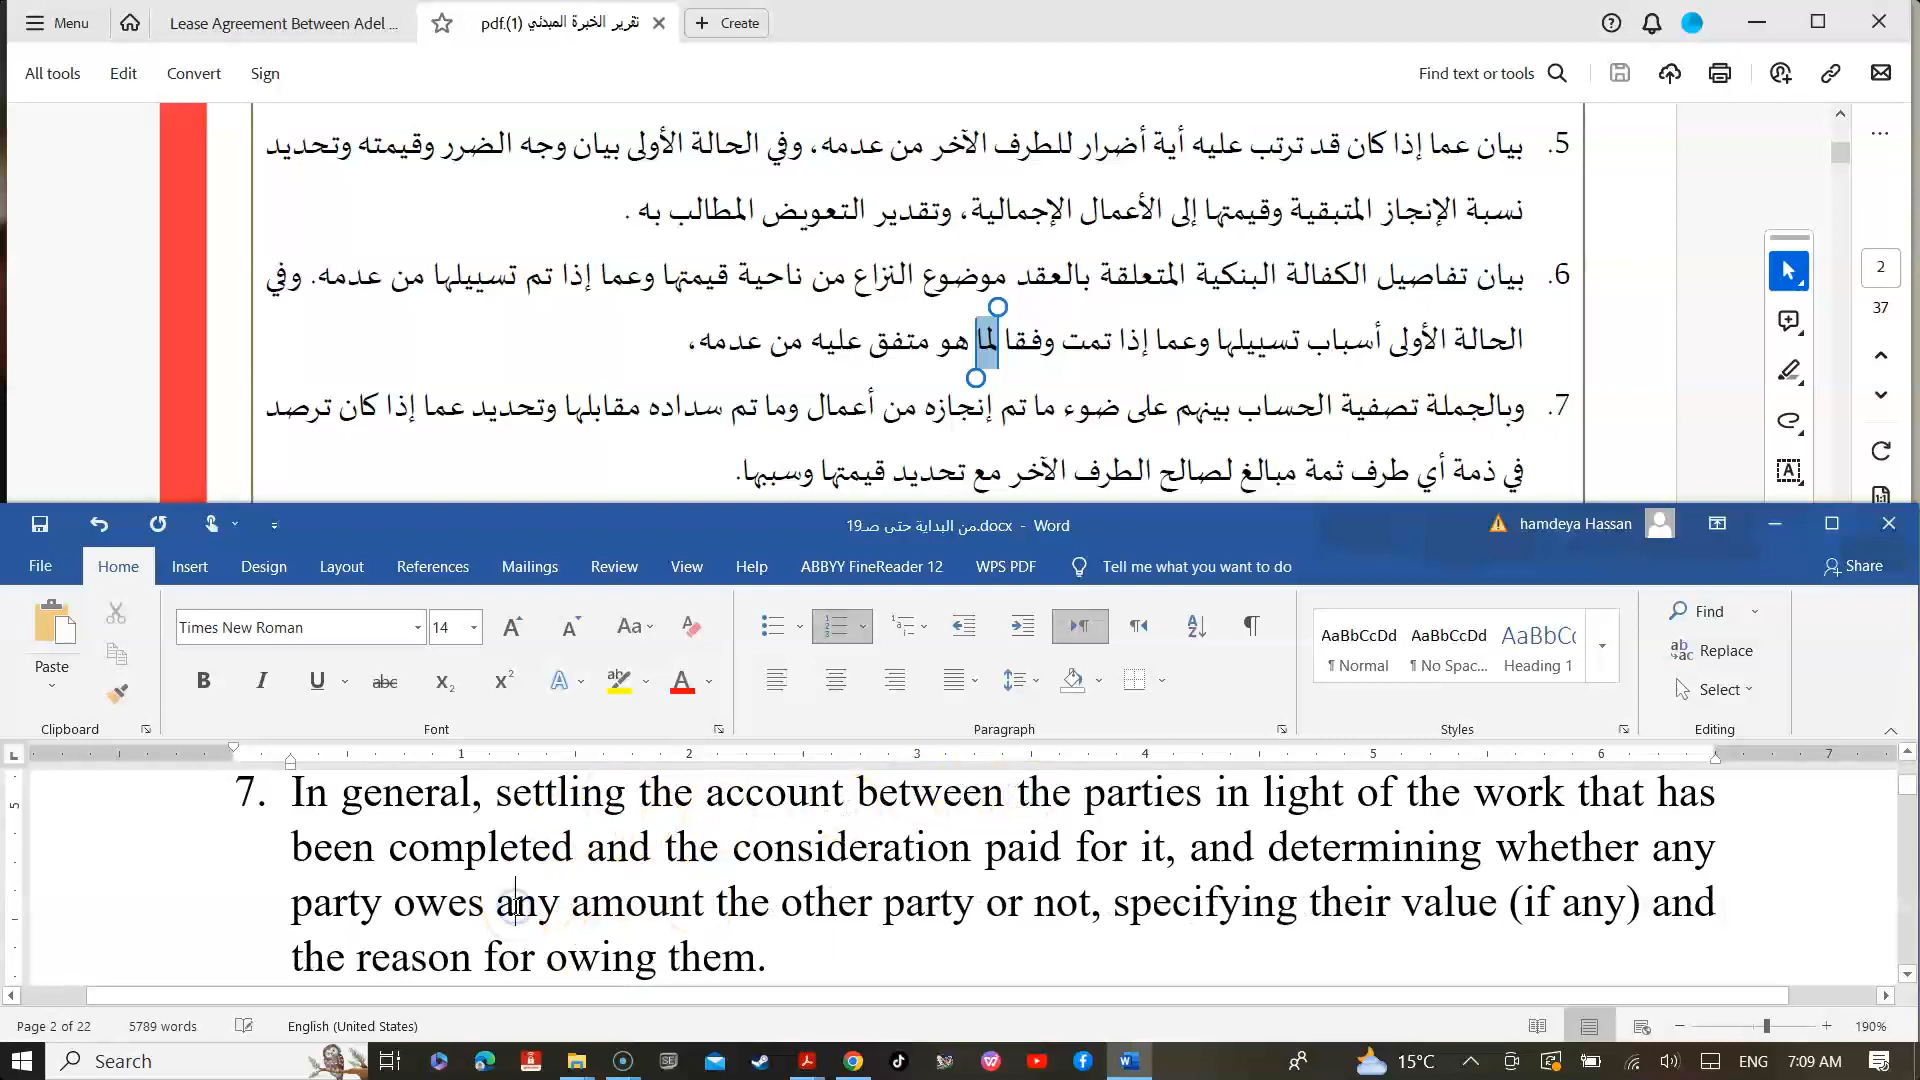 Menu
Lease Agreement Between Adel ...
تقرير الخبرة المبدئي (1).pdf
Create
All tools
Edit
Convert
Sign
Find text or tools
5. بيان عما إذا كان قد ترتب عليه أية أضرار للطرف الآخر من عدمه، وفي الحالة الأولى بيان وجه الضرر وقيمته وتحديد
نسبة الإنجاز المتبقية وقيمتها إلى الأعمال الإجمالية، وتقدير التعويض المطالب به .
6. بيان تفاصيل الكفالة البنكية المتعلقة بالعقد موضوع النزاع من ناحية قيمتها وعما إذا تم تسييلها من عدمه. وفي
الحالة الأولى أسباب تسييلها وعما إذا تمت وفقا لما هو متفق عليه من عدمه،
7. وبالجملة تصفية الحساب بينهم على ضوء ما تم إنجازه من أعمال وما تم سداده مقابلها وتحديد عما إذا كان ترصد
في ذمة أي طرف ثمة مبالغ لصالح الطرف الآخر مع تحديد قيمتها وسببها.
2
37
من البداية حتى صـ19.docx - Word
hamdeya Hassan
File
Home
Insert
Design
Layout
References
Mailings
Review
View
Help
ABBYY FineReader 12
WPS PDF
Tell me what you want to do
Share
Paste
Clipboard
Times New Roman
14
Font
Paragraph
AaBbCcDd
¶ Normal
AaBbCcDd
¶ No Spac...
AaBbCc
Heading 1
Styles
Find
Replace
Select
Editing
1 2 3 4 5 6 7
5
7. In general, settling the account between the parties in light of the work that has
been completed and the consideration paid for it, and determining whether any
party owes any amount the other party or not, specifying their value (if any) and
the reason for owing them.
Page 2 of 22
5789 words
English (United States)
190%
Search
15°C
ENG
7:09 AM